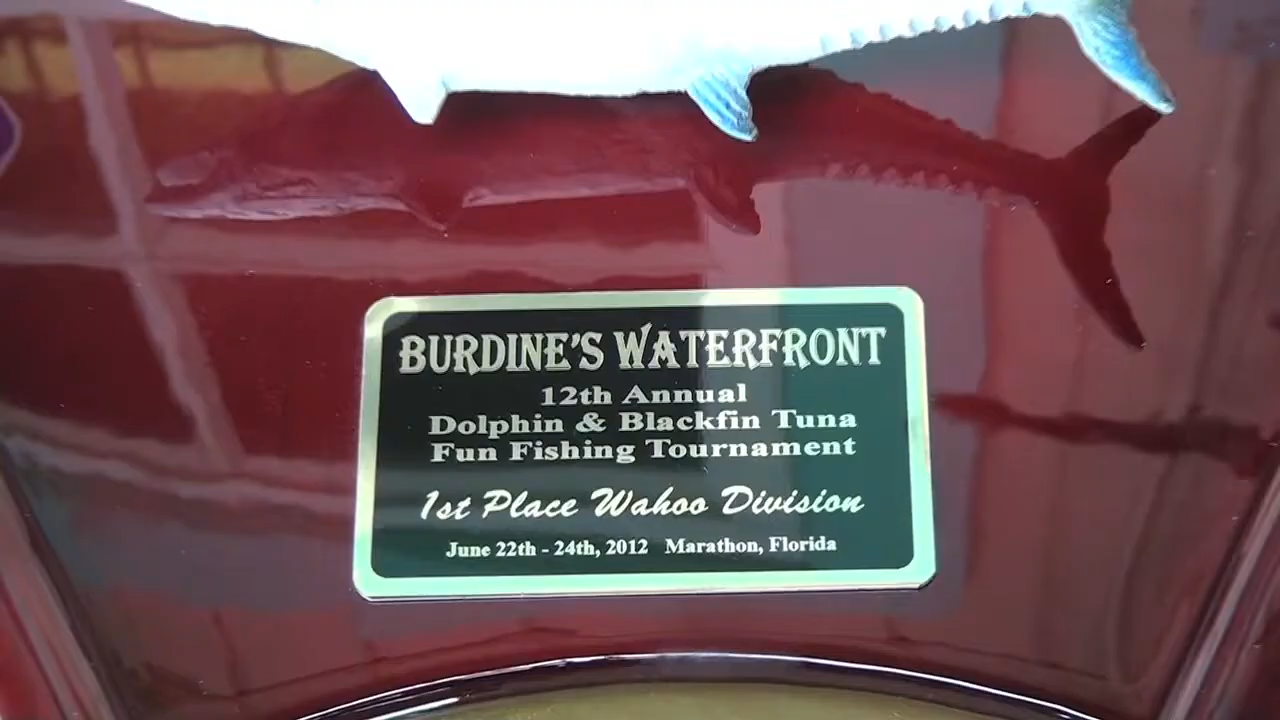 BURDINE'S WATERFRONT
12th Annual
Dolphin & Blackfin Tuna
Fun Fishing Tournament
1st Place Wahoo Division
June 22th - 24th, 2012 Marathon, Florida